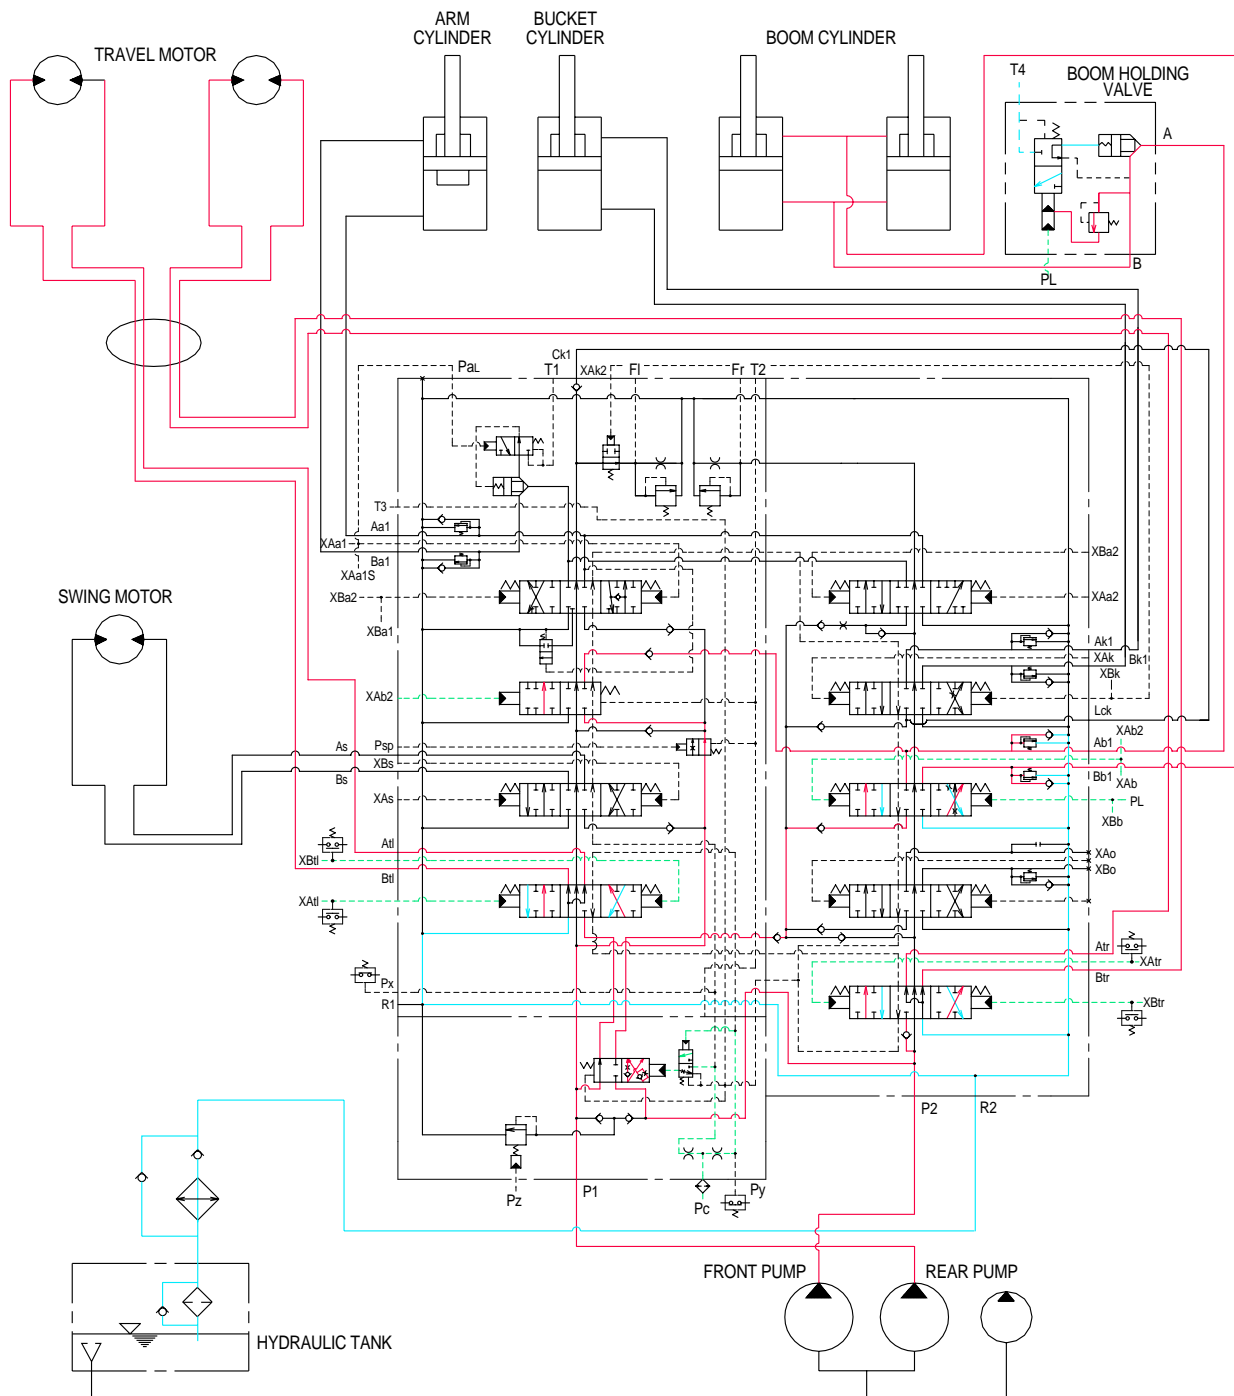 ARM
CYLINDER
BUCKET
CYLINDER
BOOM CYLINDER
TRAVEL MOTOR
T4
BOOM HOLDING
VALVE
A
B
PL
Ck1
PaL
T1
XAk2
Fl
Fr
T2
T3
Aa1
XAa1
Ba1
XAa1S
XBa2
XBa1
XBa2
XAa2
Ak1
XAk
Bk1
XBk
Lck
SWING MOTOR
XAb2
As
Psp
XBs
Bs
XAs
XAb2
Ab1
Bb1
XAb
PL
XBb
Atl
XBtl
Btl
XAtl
XAo
XBo
Atr
XAtr
Btr
XBtr
Px
R1
P2
R2
Pz
P1
Pc
Py
FRONT PUMP
REAR PUMP
HYDRAULIC TANK